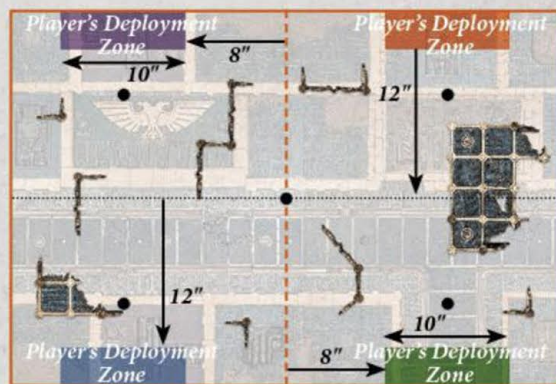 Player's Deployment
Zone
Player's Deployment
Zone
8"
10"
12"
12"
10"
8"
Player's Deployment
Zone
Player's Deployment
Zone